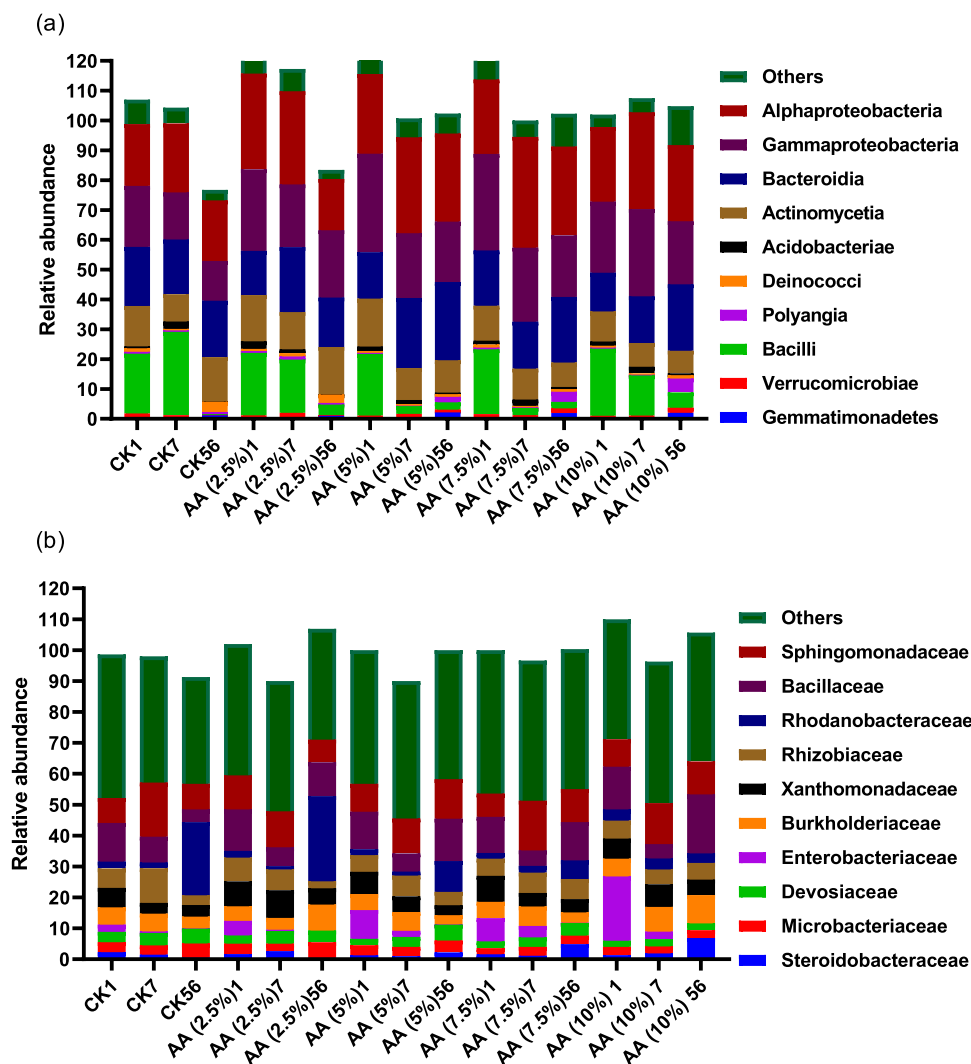 (a)
Relative abundance
120
110
100
90
80
70
60
50
40
30
20
10
0
CK1
CK7
CK56
AA (2.5%)1
AA (2.5%)7
AA (2.5%)56
AA (5%)1
AA (5%)7
AA (5%)56
AA (7.5%)1
AA (7.5%)7
AA (7.5%)56
AA (10%) 1
AA (10%) 7
AA (10%) 56
Others
Alphaproteobacteria
Gammaproteobacteria
Bacteroidia
Actinomycetia
Acidobacteriae
Deinococci
Polyangia
Bacilli
Verrucomicrobiae
Gemmatimonadetes
(b)
Relative abundance
120
110
100
90
80
70
60
50
40
30
20
10
0
CK1
CK7
CK56
AA (2.5%)1
AA (2.5%)7
AA (2.5%)56
AA (5%)1
AA (5%)7
AA (5%)56
AA (7.5%)1
AA (7.5%)7
AA (7.5%)56
AA (10%) 1
AA (10%) 7
AA (10%) 56
Others
Sphingomonadaceae
Bacillaceae
Rhodanobacteraceae
Rhizobiaceae
Xanthomonadaceae
Burkholderiaceae
Enterobacteriaceae
Devosiaceae
Microbacteriaceae
Steroidobacteraceae